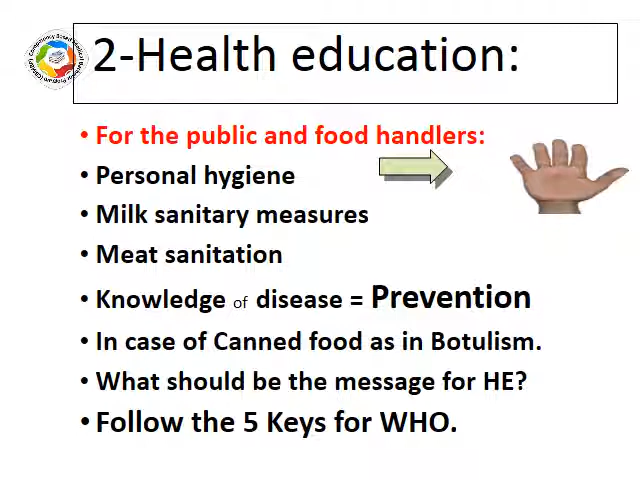 2-Health education:
• For the public and food handlers:
• Personal hygiene
• Milk sanitary measures
• Meat sanitation
• Knowledge of disease = Prevention
• In case of Canned food as in Botulism.
• What should be the message for HE?
• Follow the 5 Keys for WHO.